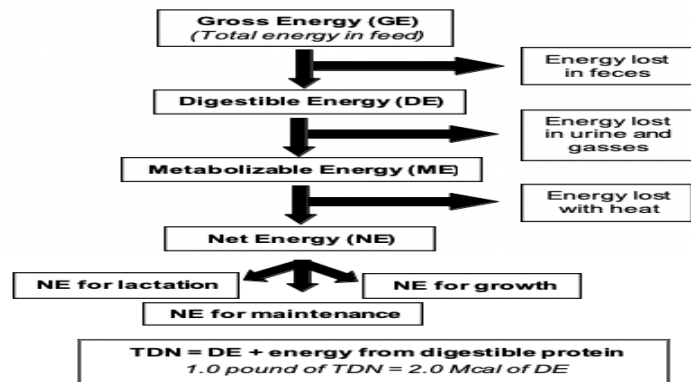 Gross Energy (GE)
(Total energy in feed)
Energy lost
in feces
Digestible Energy (DE)
Energy lost
in urine and
gasses
Metabolizable Energy (ME)
Energy lost
with heat
Net Energy (NE)
NE for lactation
NE for growth
NE for maintenance
TDN = DE + energy from digestible protein
1.0 pound of TDN = 2.0 Mcal of DE